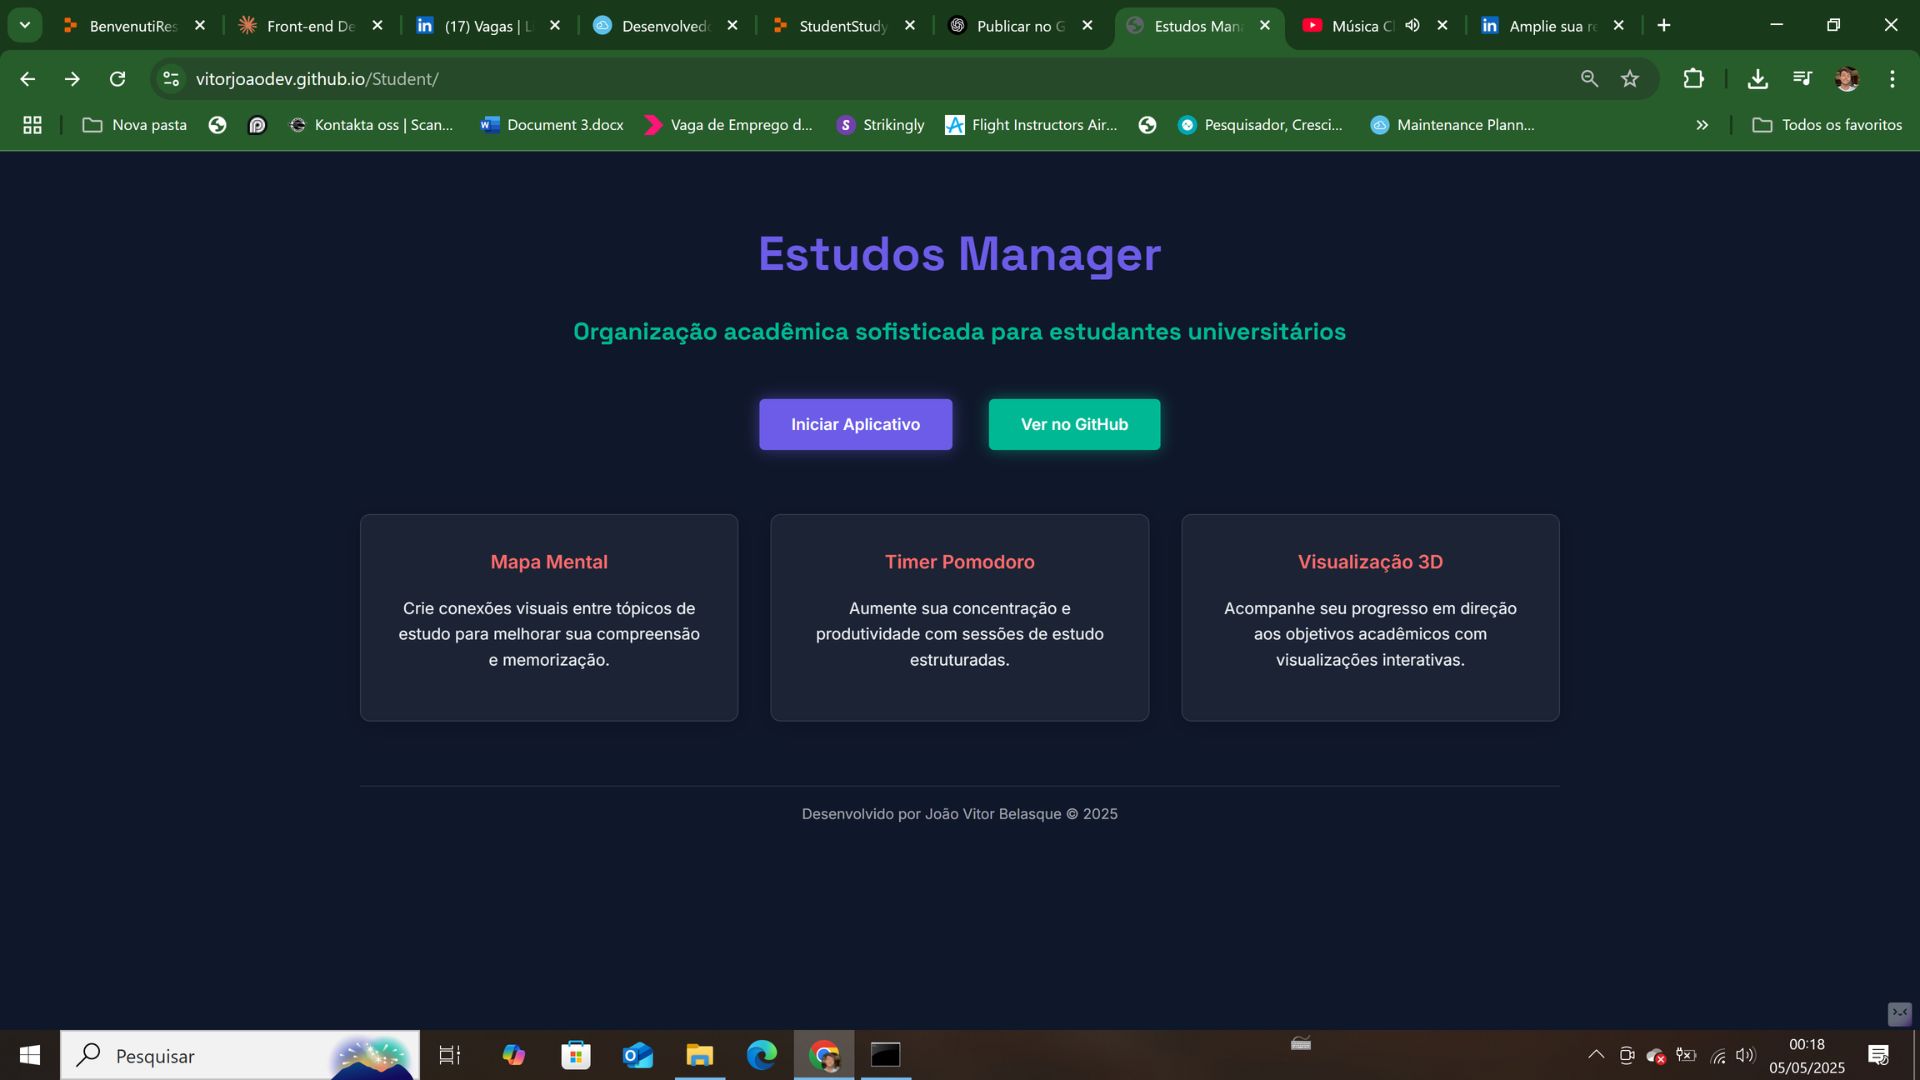 BenvenutiRes
Front-end De
(17) Vagas | L
Desenvolvedo
StudentStudy
Publicar no G
Estudos Mana
Música Cl
Amplie sua re
vitorjoaodev.github.io/Student/
Nova pasta
Kontakta oss | Scan...
Document 3.docx
Vaga de Emprego d...
Strikingly
Flight Instructors Air...
Pesquisador, Cresci...
Maintenance Plann...
Todos os favoritos
Estudos Manager
Organização acadêmica sofisticada para estudantes universitários
Iniciar Aplicativo
Ver no GitHub
Mapa Mental
Crie conexões visuais entre tópicos de
estudo para melhorar sua compreensão
e memorização.
Timer Pomodoro
Aumente sua concentração e
produtividade com sessões de estudo
estruturadas.
Visualização 3D
Acompanhe seu progresso em direção
aos objetivos acadêmicos com
visualizações interativas.
Desenvolvido por João Vitor Belasque © 2025
Pesquisar
00:18
05/05/2025